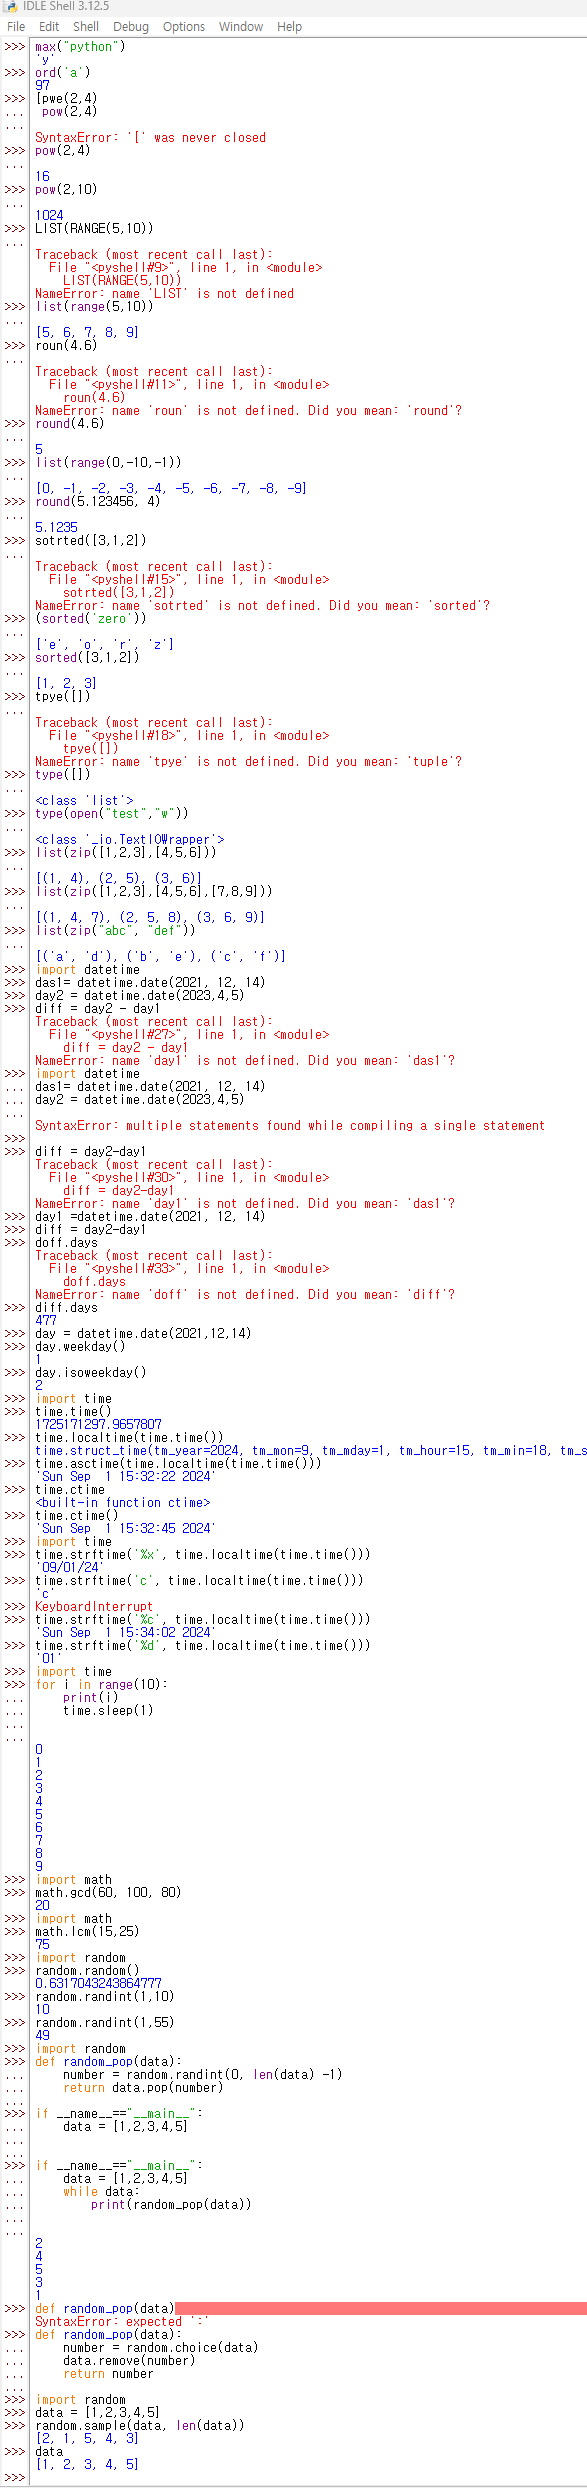 IDLE Shell 3.12.5
File Edit Shell Debug Options Window Help
>>> max("python")
'y'
>>> ord('a')
97
>>> [pwe(2,4)
... pow(2,4)
...
SyntaxError: '[' was never closed
>>> pow(2,4)
...
16
>>> pow(2,10)
...
1024
>>> LIST(RANGE(5,10))
...
Traceback (most recent call last):
File "<pyshell#9>", line 1, in <module>
LIST(RANGE(5,10))
NameError: name 'LIST' is not defined
>>> list(range(5,10))
...
[5, 6, 7, 8, 9]
>>> roun(4.6)
...
Traceback (most recent call last):
File "<pyshell#11>", line 1, in <module>
roun(4.6)
NameError: name 'roun' is not defined. Did you mean: 'round'?
>>> round(4.6)
...
5
>>> list(range(0,-10,-1))
...
[0, -1, -2, -3, -4, -5, -6, -7, -8, -9]
>>> round(5.123456, 4)
...
5.1235
>>> sotrted([3,1,2])
...
Traceback (most recent call last):
File "<pyshell#15>", line 1, in <module>
sotrted([3,1,2])
NameError: name 'sotrted' is not defined. Did you mean: 'sorted'?
>>> (sorted('zero'))
...
['e', 'o', 'r', 'z']
>>> sorted([3,1,2])
...
[1, 2, 3]
>>> tpye([])
...
Traceback (most recent call last):
File "<pyshell#18>", line 1, in <module>
tpye([])
NameError: name 'tpye' is not defined. Did you mean: 'tuple'?
>>> type([])
...
<class 'list'>
>>> type(open("test","w"))
...
<class '_io.TextIOWrapper'>
>>> list(zip([1,2,3],[4,5,6]))
...
[(1, 4), (2, 5), (3, 6)]
>>> list(zip([1,2,3],[4,5,6],[7,8,9]))
...
[(1, 4, 7), (2, 5, 8), (3, 6, 9)]
>>> list(zip("abc", "def"))
...
[('a', 'd'), ('b', 'e'), ('c', 'f')]
>>> import datetime
>>> das1= datetime.date(2021, 12, 14)
>>> day2 = datetime.date(2023,4,5)
>>> diff = day2 - day1
Traceback (most recent call last):
File "<pyshell#27>", line 1, in <module>
diff = day2 - day1
NameError: name 'day1' is not defined. Did you mean: 'das1'?
>>> import datetime
... das1= datetime.date(2021, 12, 14)
... day2 = datetime.date(2023,4,5)
...
SyntaxError: multiple statements found while compiling a single statement
>>>
>>> diff = day2-day1
Traceback (most recent call last):
File "<pyshell#30>", line 1, in <module>
diff = day2-day1
NameError: name 'day1' is not defined. Did you mean: 'das1'?
>>> day1 =datetime.date(2021, 12, 14)
>>> diff = day2-day1
>>> doff.days
Traceback (most recent call last):
File "<pyshell#33>", line 1, in <module>
doff.days
NameError: name 'doff' is not defined. Did you mean: 'diff'?
>>> diff.days
477
>>> day = datetime.date(2021,12,14)
>>> day.weekday()
1
>>> day.isoweekday()
2
>>> import time
>>> time.time()
1725171297.9657807
>>> time.localtime(time.time())
time.struct_time(tm_year=2024, tm_mon=9, tm_mday=1, tm_hour=15, tm_min=18, tm_s
>>> time.asctime(time.localtime(time.time()))
'Sun Sep  1 15:32:22 2024'
>>> time.ctime
<built-in function ctime>
>>> time.ctime()
'Sun Sep  1 15:32:45 2024'
>>> import time
>>> time.strftime('%x', time.localtime(time.time()))
'09/01/24'
>>> time.strftime('c', time.localtime(time.time()))
'c'
>>> KeyboardInterrupt
>>> time.strftime('%c', time.localtime(time.time()))
'Sun Sep  1 15:34:02 2024'
>>> time.strftime('%d', time.localtime(time.time()))
'01'
>>> import time
>>> for i in range(10):
... print(i)
... time.sleep(1)
...
...
0
1
2
3
4
5
6
7
8
9
>>> import math
>>> math.gcd(60, 100, 80)
20
>>> import math
>>> math.lcm(15,25)
75
>>> import random
>>> random.random()
0.6317043243864777
>>> random.randint(1,10)
10
>>> random.randint(1,55)
49
>>> import random
>>> def random_pop(data):
... number = random.randint(0, len(data) -1)
... return data.pop(number)
...
>>> if __name__=="__main__":
... data = [1,2,3,4,5]
...
...
>>> if __name__=="__main__":
... data = [1,2,3,4,5]
... while data:
... print(random_pop(data))
...
...
2
4
5
3
1
>>> def random_pop(data)
SyntaxError: expected ':'
>>> def random_pop(data):
... number = random.choice(data)
... data.remove(number)
... return number
...
>>> import random
>>> data = [1,2,3,4,5]
>>> random.sample(data, len(data))
[2, 1, 5, 4, 3]
>>> data
[1, 2, 3, 4, 5]
>>>